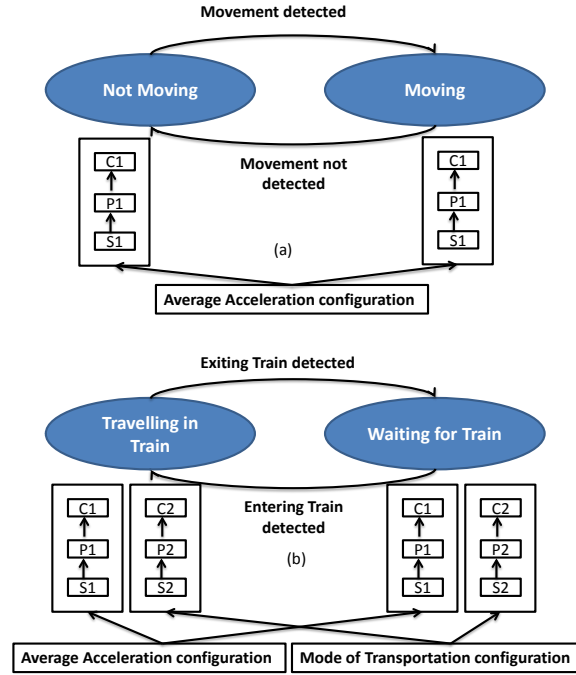 Movement detected
Not Moving
Moving
C1
P1
S1
Movement not
detected
(a)
C1
P1
S1
Average Acceleration configuration
Exiting Train detected
Travelling in
Train
Waiting for Train
C1
P1
S1
C2
P2
S2
Entering Train
detected
(b)
C1
P1
S1
C2
P2
S2
Average Acceleration configuration
Mode of Transportation configuration